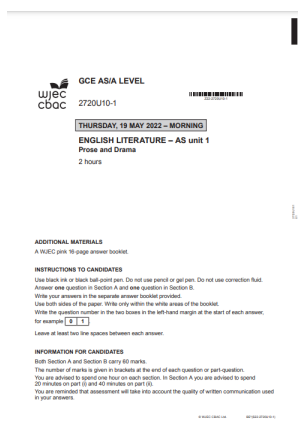 GCE AS/A LEVEL
wjec
cbac
2720U10-1
THURSDAY, 19 MAY 2022 – MORNING
ENGLISH LITERATURE – AS unit 1
Prose and Drama
2 hours
ADDITIONAL MATERIALS
A WJEC pink 16-page answer booklet.
INSTRUCTIONS TO CANDIDATES
Use black ink or black ball-point pen. Do not use pencil or gel pen. Do not use correction fluid.
Answer one question in Section A and one question in Section B.
Write your answers in the separate answer booklet provided.
Use both sides of the paper. Write only within the white areas of the booklet.
Write the question number in the two boxes in the left-hand margin at the start of each answer,
for example 0 1
Leave at least two line spaces between each answer.
INFORMATION FOR CANDIDATES
Both Section A and Section B carry 60 marks.
The number of marks is given in brackets at the end of each question or part-question.
You are advised to spend one hour on each section. In Section A you are advised to spend
20 minutes on part (i) and 40 minutes on part (ii).
You are reminded that assessment will take into account the quality of written communication used
in your answers.